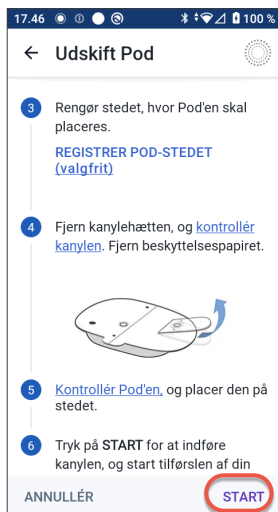 17.46 100 %
Udskift Pod
3 Rengør stedet, hvor Pod'en skal
placeres.
REGISTRER POD-STEDET
(valgfrit)
4 Fjern kanylehætten, og kontrollér
kanylen. Fjern beskyttelsespapiret.
5 Kontrollér Pod'en, og placer den på
stedet.
6 Tryk på START for at indføre
kanylen, og start tilførslen af din
ANNULLÉR START